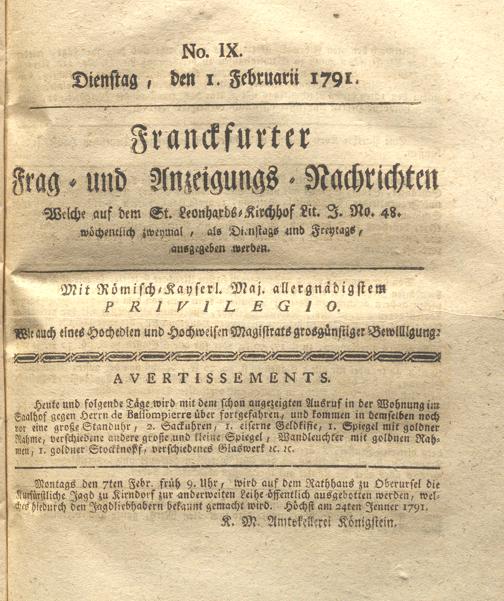 No. IX.
Dienstag, den 1. Februarii 1791.
Franckfurter
Frag- und Anzeigungs-Nachrichten
Welche auf dem St. Leonhards-Kirchhof Lit. J. No. 48.
wöchentlich zweymal, als Dienstags und Freytags,
ausgegeben werden.
Mit Römisch-Kayserl. Maj. allergnädigstem
PRIVILEGIO.
Wie auch eines Hochedlen und Hochweisen Magistrats grosgünstiger Bewilligung:
AVERTISSEMENTS.
Heute und folgende Täge wird mit dem schon angezeigten Ausruf in der Wohnung im
Saalhof gegen Herrn de Bassompierre über fortgefahren, und kommen in demselben noch
vor eine große Standuhr, 2. Sackuhren, 1. eiserne Geldkiste, 1. Spiegel mit goldner
Rahme, verschiedene andere große und kleine Spiegel, Wandleuchter mit goldnen Rah-
men, 1. goldner Stockknopf, verschiedenes Glaswerk ꝛc. ꝛc.
Montags den 7ten Febr. früh 9. Uhr, wird auf dem Rathhaus zu Oberursel die
Kurfürstliche Jagd zu Kirndorf zur anderweiten Leihe öffentlich ausgebotten werden, wel-
ches hiedurch den Jagdliebhabern bekannt gemacht wird. Höchst am 24ten Jenner 1791.
K. M. Amtskellerei Königstein.